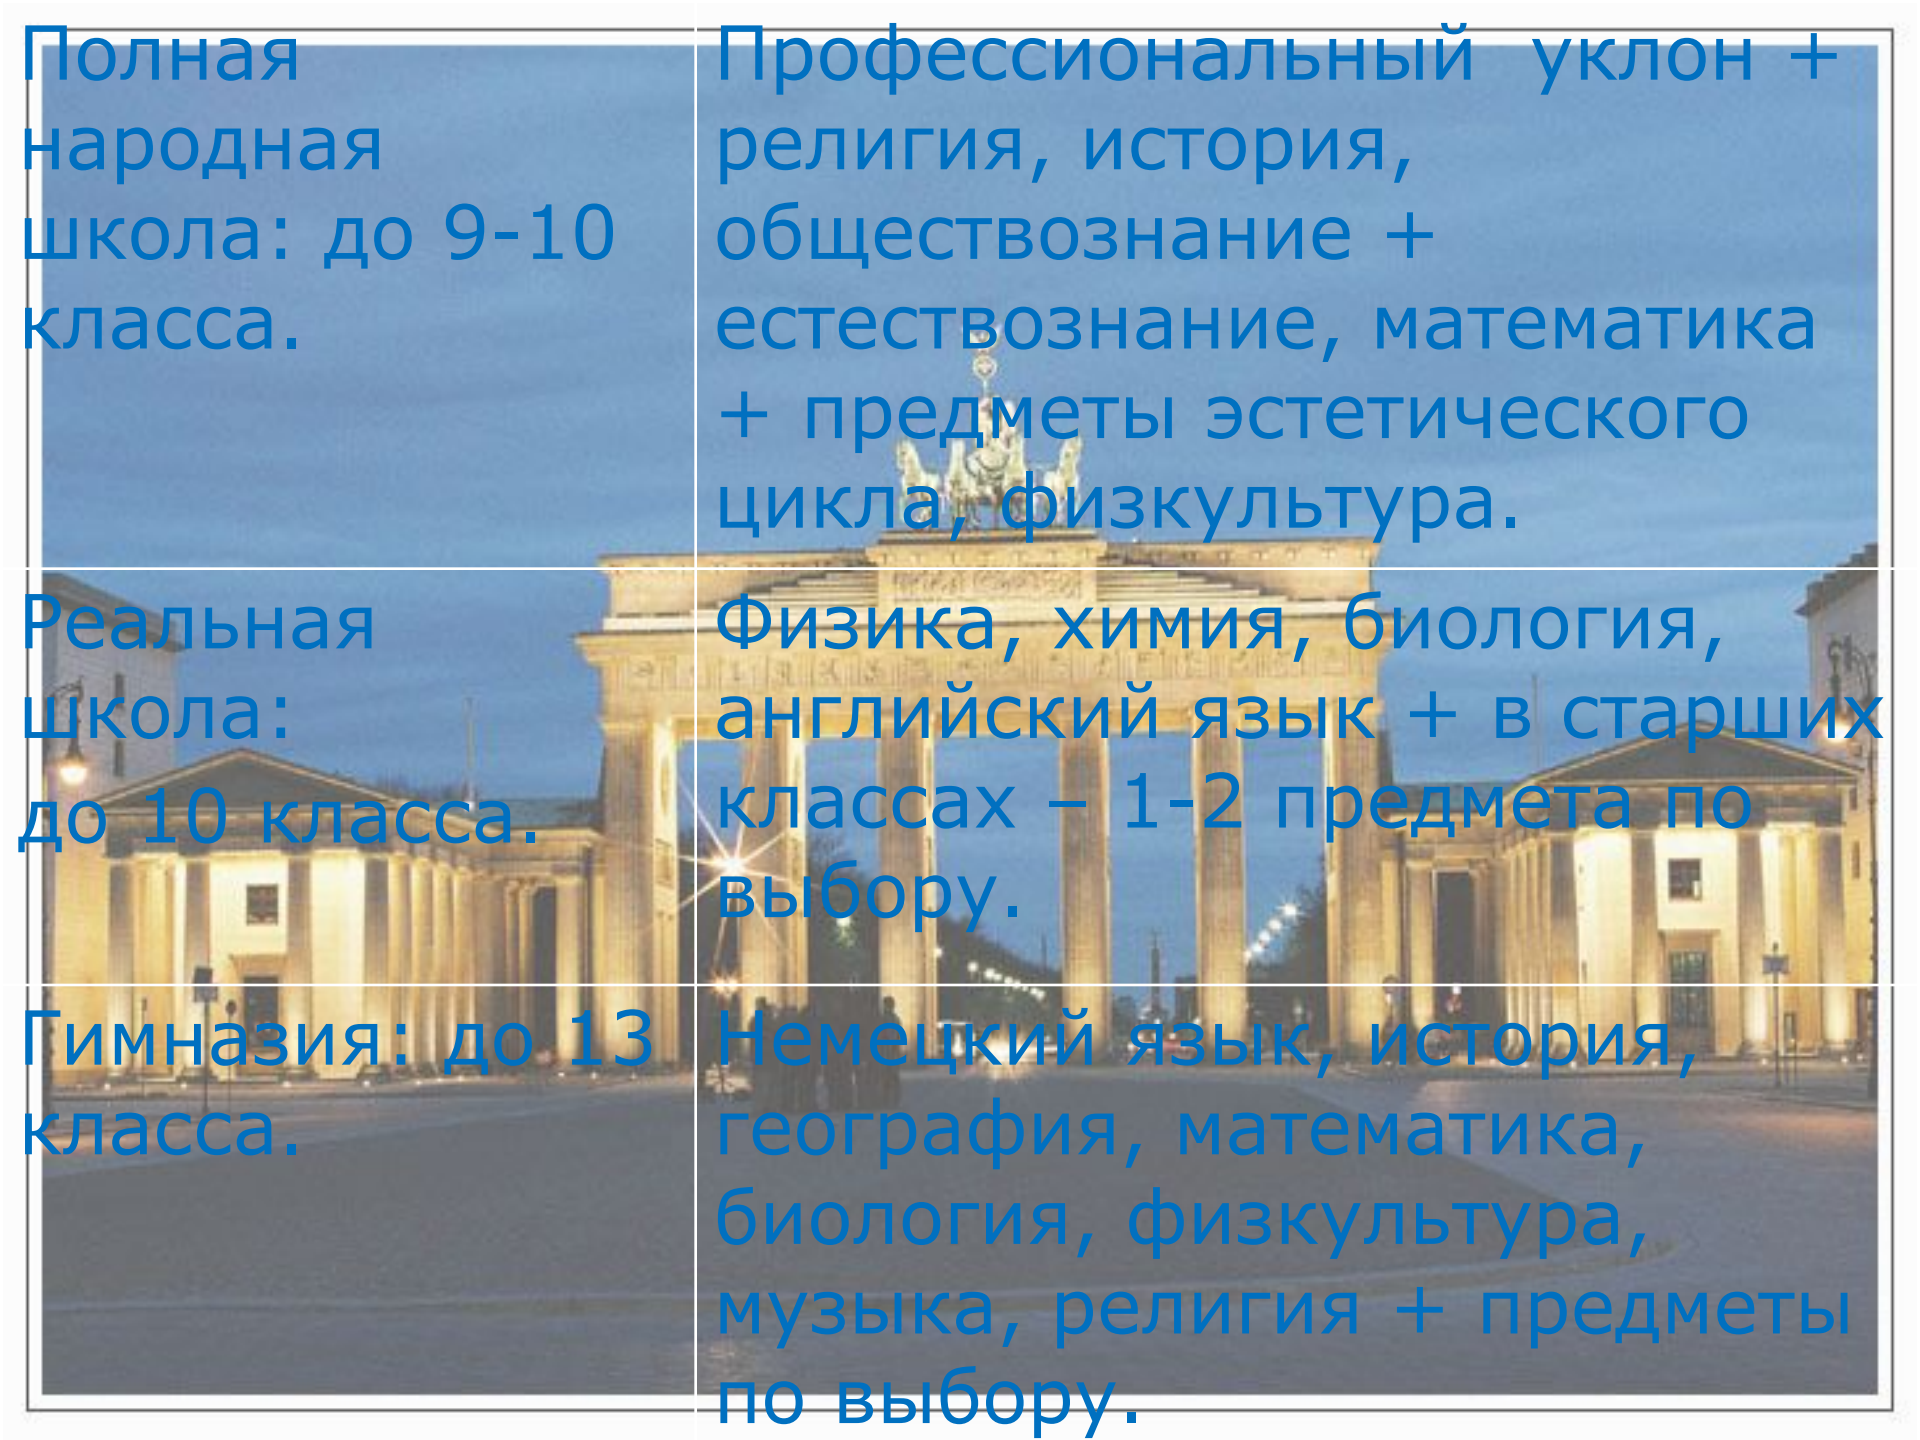 Полная
народная
школа: до 9-10
класса.
Профессиональный уклон +
религия, история,
обществознание +
естествознание, математика
+ предметы эстетического
цикла, физкультура.
Реальная
школа:
до 10 класса.
Физика, химия, биология,
английский язык + в старших
классах – 1-2 предмета по
выбору.
Гимназия: до 13
класса.
Немецкий язык, история,
география, математика,
биология, физкультура,
музыка, религия + предметы
по выбору.